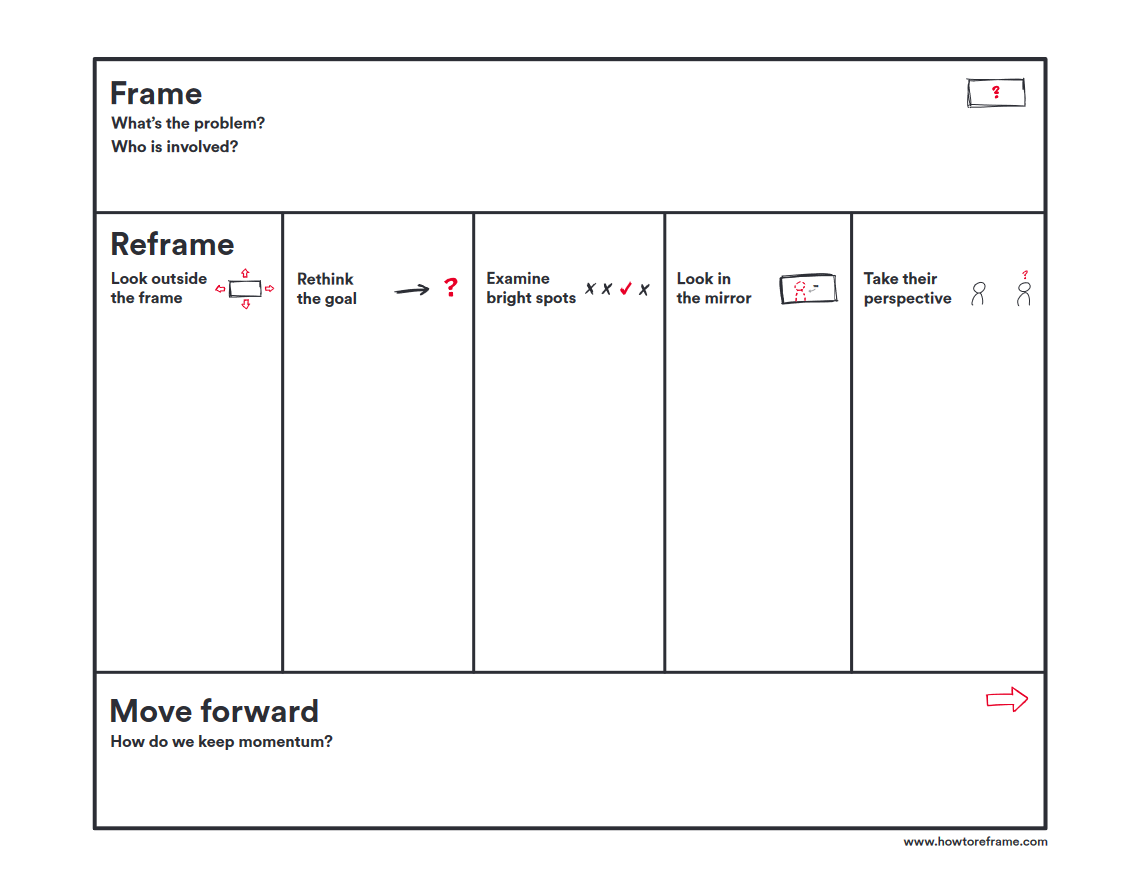 Frame
What's the problem?
Who is involved?
?
Reframe
Look outside
the frame
Rethink
the goal
?
Examine
bright spots
x x ✓ x
Look in
the mirror
Take their
perspective
?
Move forward
How do we keep momentum?
www.howtoreframe.com